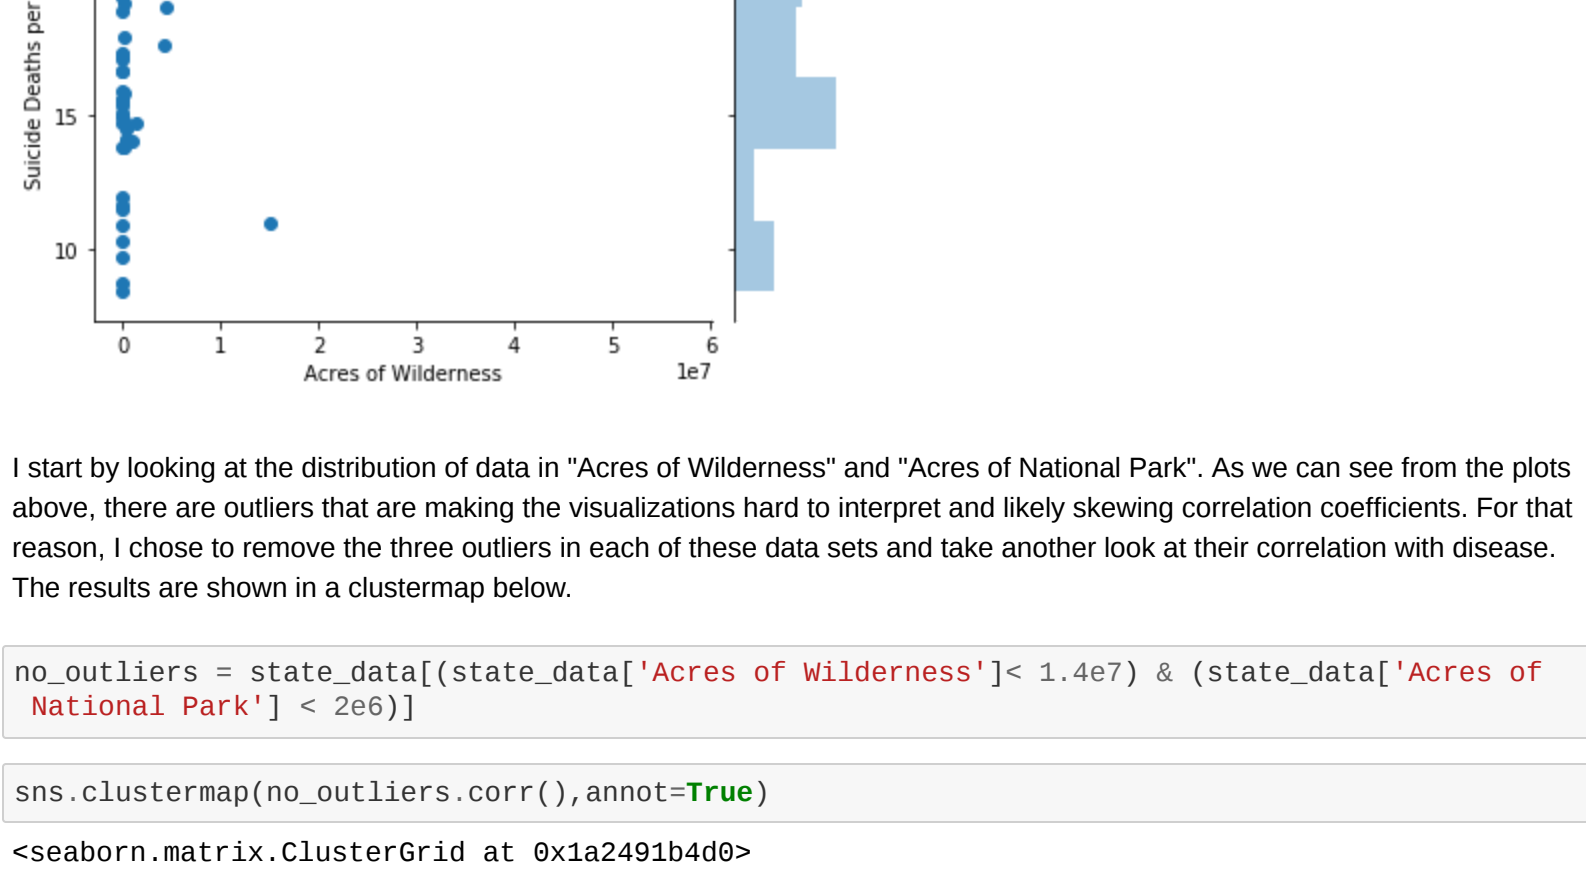 Suicide Deaths per
15
10
0 1 2 3 4 5 6
Acres of Wilderness 1e7
I start by looking at the distribution of data in "Acres of Wilderness" and "Acres of National Park". As we can see from the plots
above, there are outliers that are making the visualizations hard to interpret and likely skewing correlation coefficients. For that
reason, I chose to remove the three outliers in each of these data sets and take another look at their correlation with disease.
The results are shown in a clustermap below.
no_outliers = state_data[(state_data['Acres of Wilderness']< 1.4e7) & (state_data['Acres of
National Park'] < 2e6)]
sns.clustermap(no_outliers.corr(),annot=True)
<seaborn.matrix.ClusterGrid at 0x1a2491b4d0>